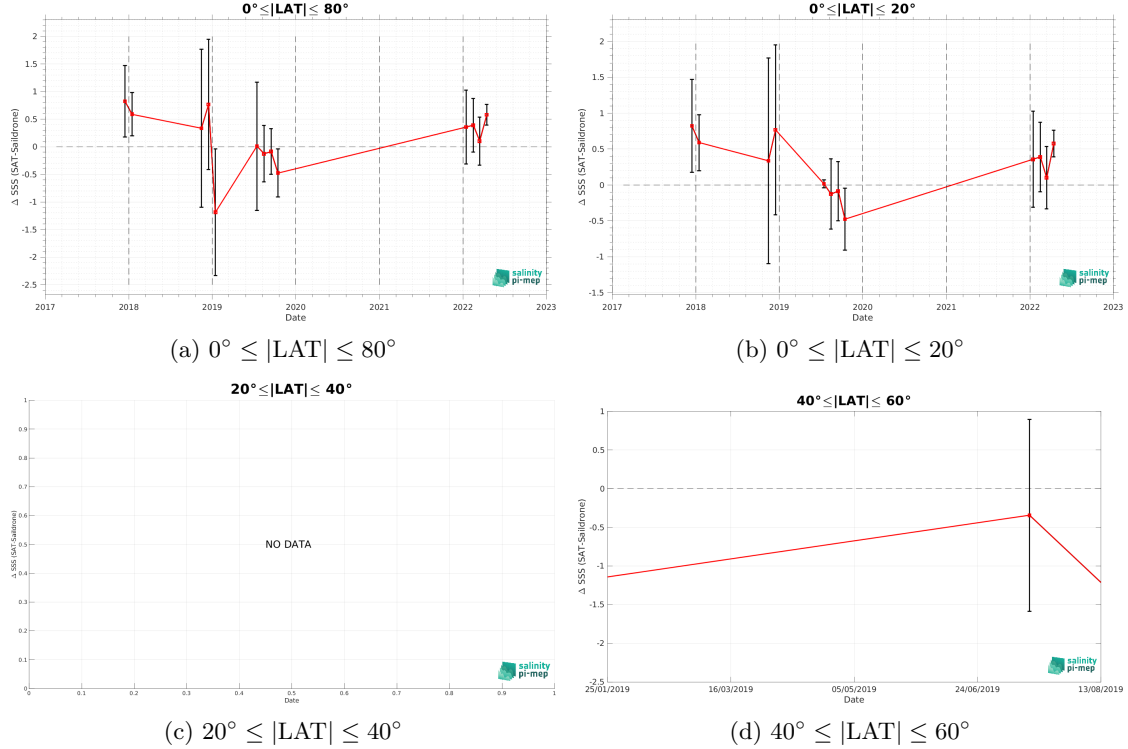 0°≤|LAT|≤ 80°
Δ SSS (SAT-Saildrone)
2
1.5
1
0.5
0
-0.5
-1
-1.5
-2
-2.5
2017
2018
2019
2020
2021
2022
2023
Date
salinity
pi-mep
(a) 0° ≤ |LAT| ≤ 80°
0°≤|LAT|≤ 20°
Δ SSS (SAT-Saildrone)
2
1.5
1
0.5
0
-0.5
-1
-1.5
2017
2018
2019
2020
2021
2022
2023
Date
salinity
pi-mep
(b) 0° ≤ |LAT| ≤ 20°
20°≤|LAT|≤ 40°
Δ SSS (SAT-Saildrone)
1
0.9
0.8
0.7
0.6
0.5
0.4
0.3
0.2
0.1
0
NO DATA
0
0.1
0.2
0.3
0.4
0.5
0.6
0.7
0.8
0.9
1
Date
salinity
pi-mep
(c) 20° ≤ |LAT| ≤ 40°
40°≤|LAT|≤ 60°
Δ SSS (SAT-Saildrone)
1
0.5
0
-0.5
-1
-1.5
-2
-2.5
25/01/2019
16/03/2019
05/05/2019
24/06/2019
13/08/2019
Date
salinity
pi-mep
(d) 40° ≤ |LAT| ≤ 60°